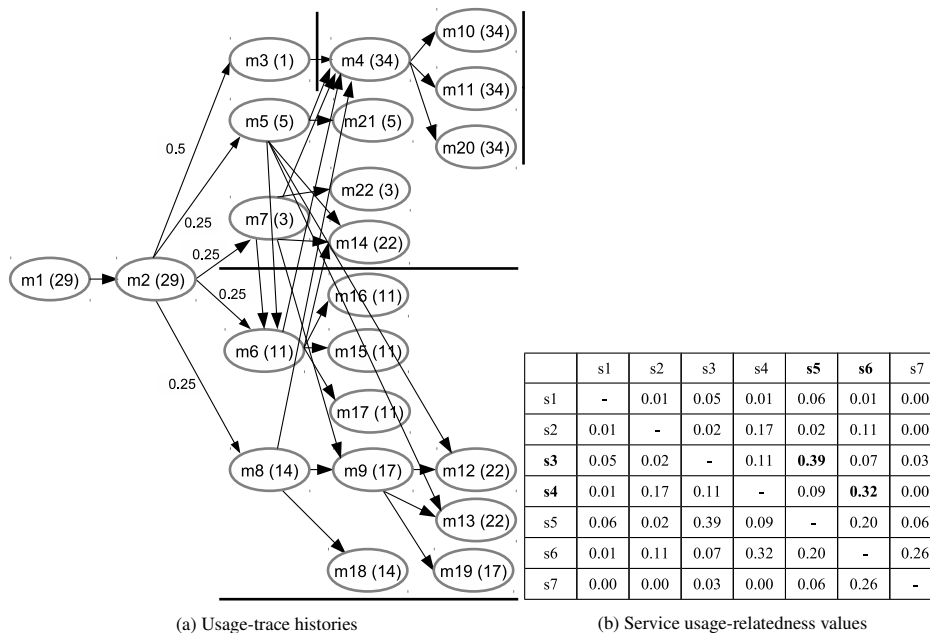 m10 (34)
m3 (1)
m4 (34)
m11 (34)
m5 (5)
m21 (5)
m20 (34)
0.5
m22 (3)
0.25
m7 (3)
m14 (22)
0.25
m1 (29)
m2 (29)
0.25
m16 (11)
m6 (11)
m15 (11)
0.25
m17 (11)
m8 (14)
m9 (17)
m12 (22)
m13 (22)
m18 (14)
m19 (17)
(a) Usage-trace histories
s1 s2 s3 s4 s5 s6 s7
s1 - 0.01 0.05 0.01 0.06 0.01 0.00
s2 0.01 - 0.02 0.17 0.02 0.11 0.00
s3 0.05 0.02 - 0.11 0.39 0.07 0.03
s4 0.01 0.17 0.11 - 0.09 0.32 0.00
s5 0.06 0.02 0.39 0.09 - 0.20 0.06
s6 0.01 0.11 0.07 0.32 0.20 - 0.26
s7 0.00 0.00 0.03 0.00 0.06 0.26 -
(b) Service usage-relatedness values